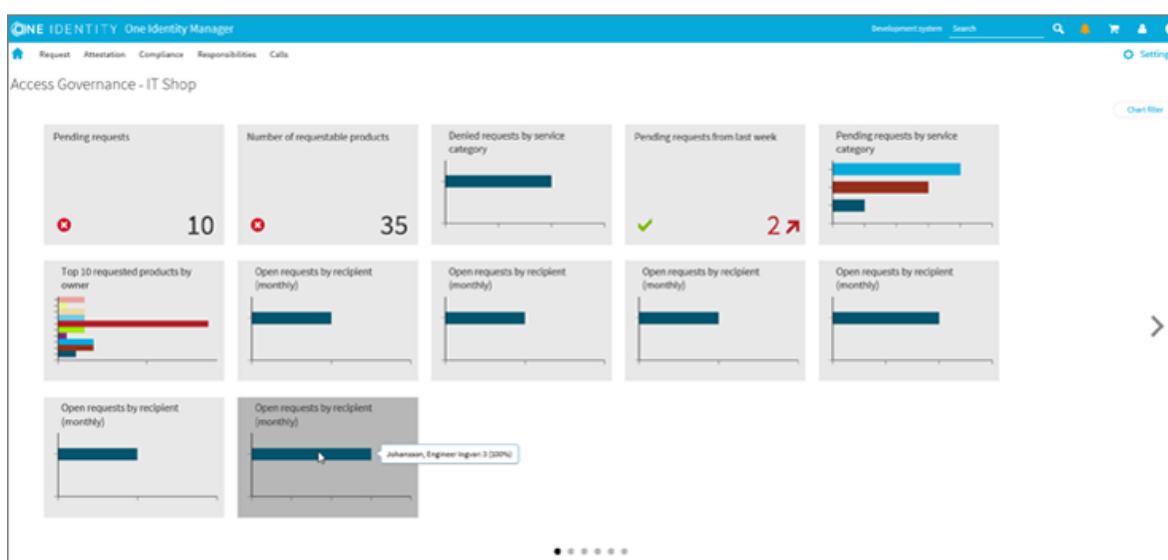 ONE IDENTITY One Identity Manager
Development system Search
Request Attestation Compliance Responsibilities Calls
Setting
Access Governance - IT Shop
Chart filter
Pending requests
10
Number of requestable products
35
Denied requests by service
category
Pending requests from last week
2
Pending requests by service
category
Top 10 requested products by
owner
Open requests by recipient
(monthly)
Open requests by recipient
(monthly)
Open requests by recipient
(monthly)
Open requests by recipient
(monthly)
Open requests by recipient
(monthly)
Open requests by recipient
(monthly)
Johansson, Engineer Ingvar: 3 (100%)